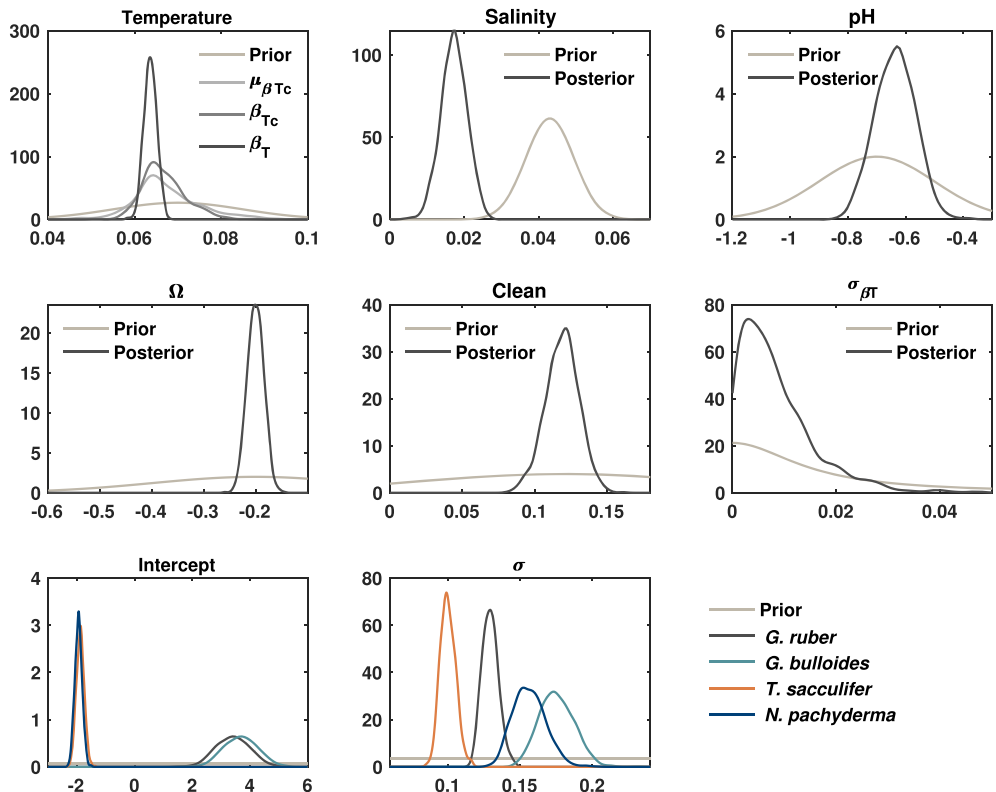 Temperature
300
200
100
0
0.04 0.06 0.08 0.1
Prior
μβTc
βTc
βT
Salinity
100
50
0
0 0.02 0.04 0.06
Prior
Posterior
pH
6
4
2
0
-1.2 -1 -0.8 -0.6 -0.4
Prior
Posterior
Ω
20
15
10
5
0
-0.6 -0.5 -0.4 -0.3 -0.2
Prior
Posterior
Clean
40
30
20
10
0
0 0.05 0.1 0.15
Prior
Posterior
σβT
80
60
40
20
0
0 0.02 0.04
Prior
Posterior
Intercept
4
3
2
1
0
-2 0 2 4 6
σ
80
60
40
20
0
0.1 0.15 0.2
Prior
G. ruber
G. bulloides
T. sacculifer
N. pachyderma